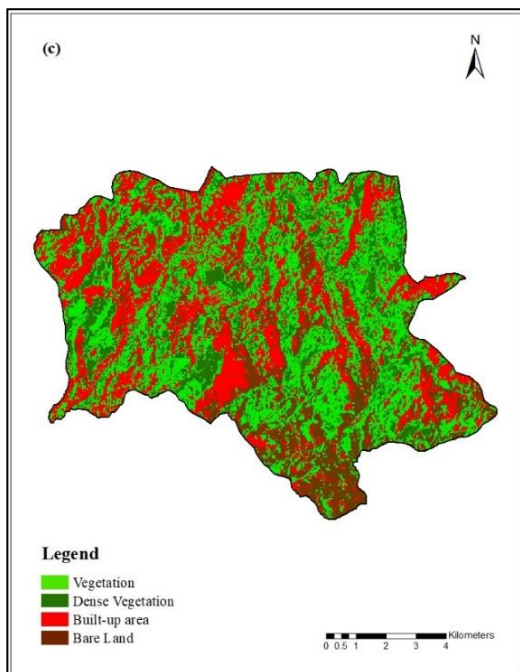 (c)
N
Legend
Vegetation
Dense Vegetation
Built-up area
Bare Land
Kilometers
0 0.5 1 2 3 4